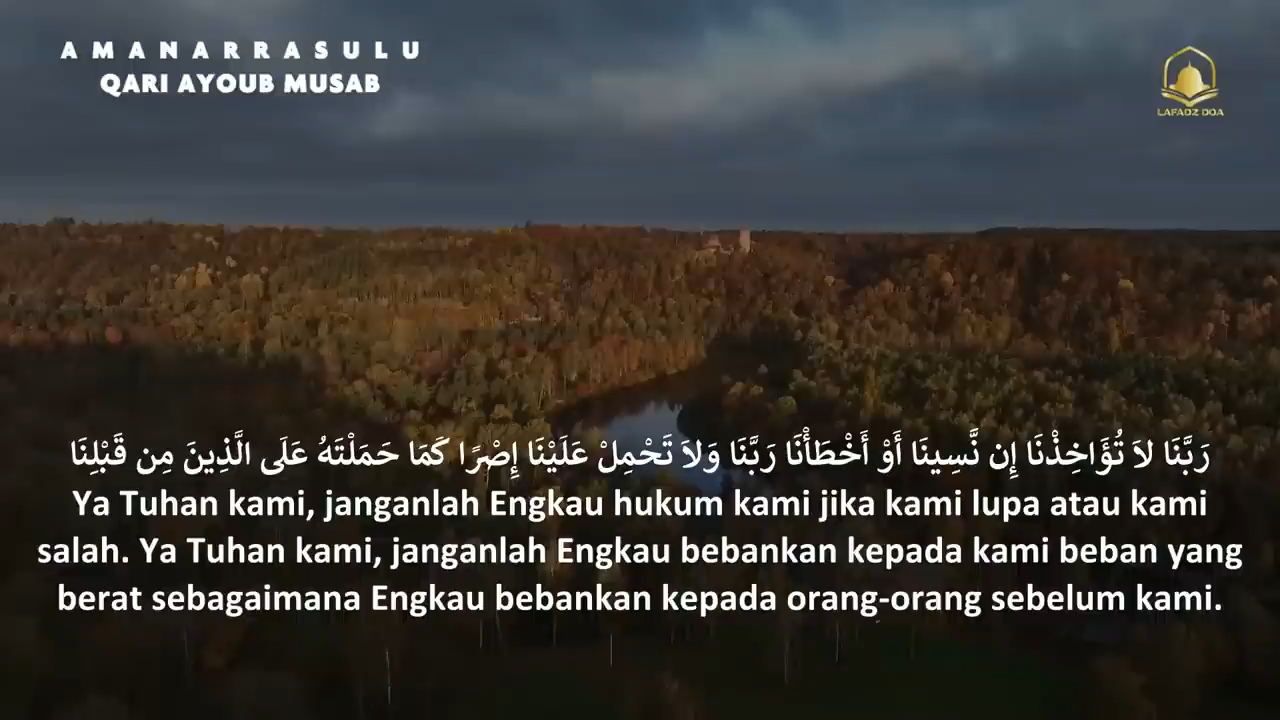 AMANARRASULU
QARI AYOUB MUSAB
LAFADZ DOA
رَبَّنَا لاَ تُؤَاخِذْنَا إِن نَّسِينَا أَوْ أَخْطَأْنَا رَبَّنَا وَلاَ تَحْمِلْ عَلَيْنَا إِصْرًا كَمَا حَمَلْتَهُ عَلَى الَّذِينَ مِن قَبْلِنَا
Ya Tuhan kami, janganlah Engkau hukum kami jika kami lupa atau kami
salah. Ya Tuhan kami, janganlah Engkau bebankan kepada kami beban yang
berat sebagaimana Engkau bebankan kepada orang-orang sebelum kami.